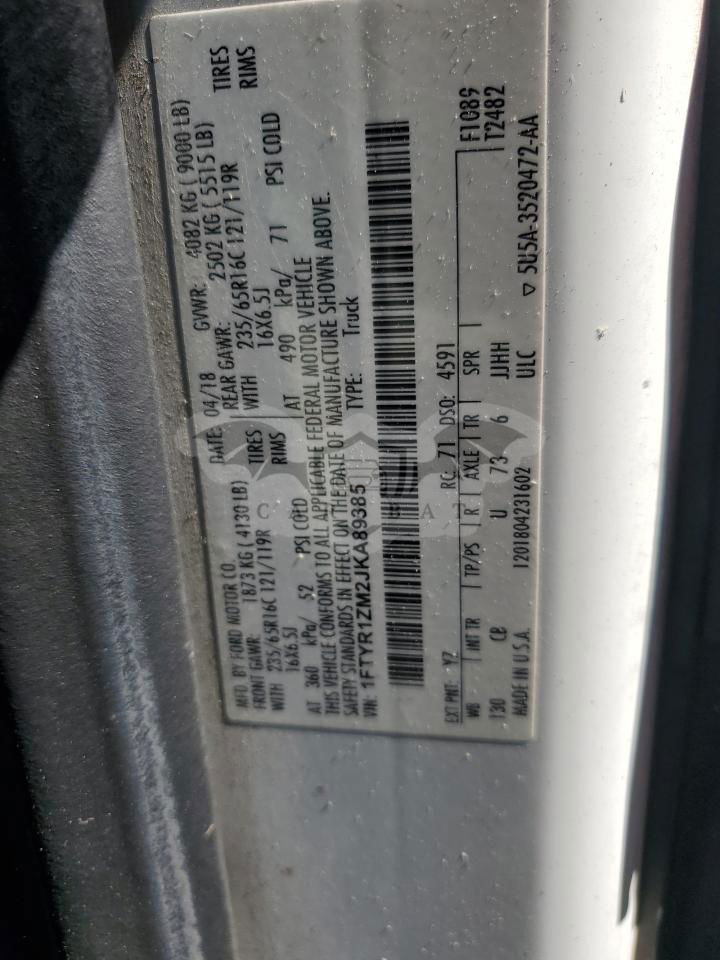 MFD BY FORD MOTOR CO. DATE: 04/18 GVWR: 4082 KG ( 9000 LB)
FRONT GAWR: 1873 KG ( 4130 LB) REAR GAWR: 2502 KG ( 5515 LB)
WITH 235/65R16C 121/119R TIRES WITH 235/65R16C 121/119R TIRES
16X6.5J RIMS 16X6.5J RIMS
AT 360 kPa/ 52 PSI COLD AT 490 kPa/ 71 PSI COLD
THIS VEHICLE CONFORMS TO ALL APPLICABLE FEDERAL MOTOR VEHICLE
SAFETY STANDARDS IN EFFECT ON THE DATE OF MANUFACTURE SHOWN ABOVE.
VIN: 1FTYR1ZM2JKA89385 TYPE: Truck
EXT PNT: YZ RC: 71 DSO: 4591 F1089
WB INT TR TP/PS R AXLE TR SPR T2482
130 CB U 73 6 JJHH
MADE IN U.S.A. 1201804231602 ULC ▽ 5U5A-3520472-AA